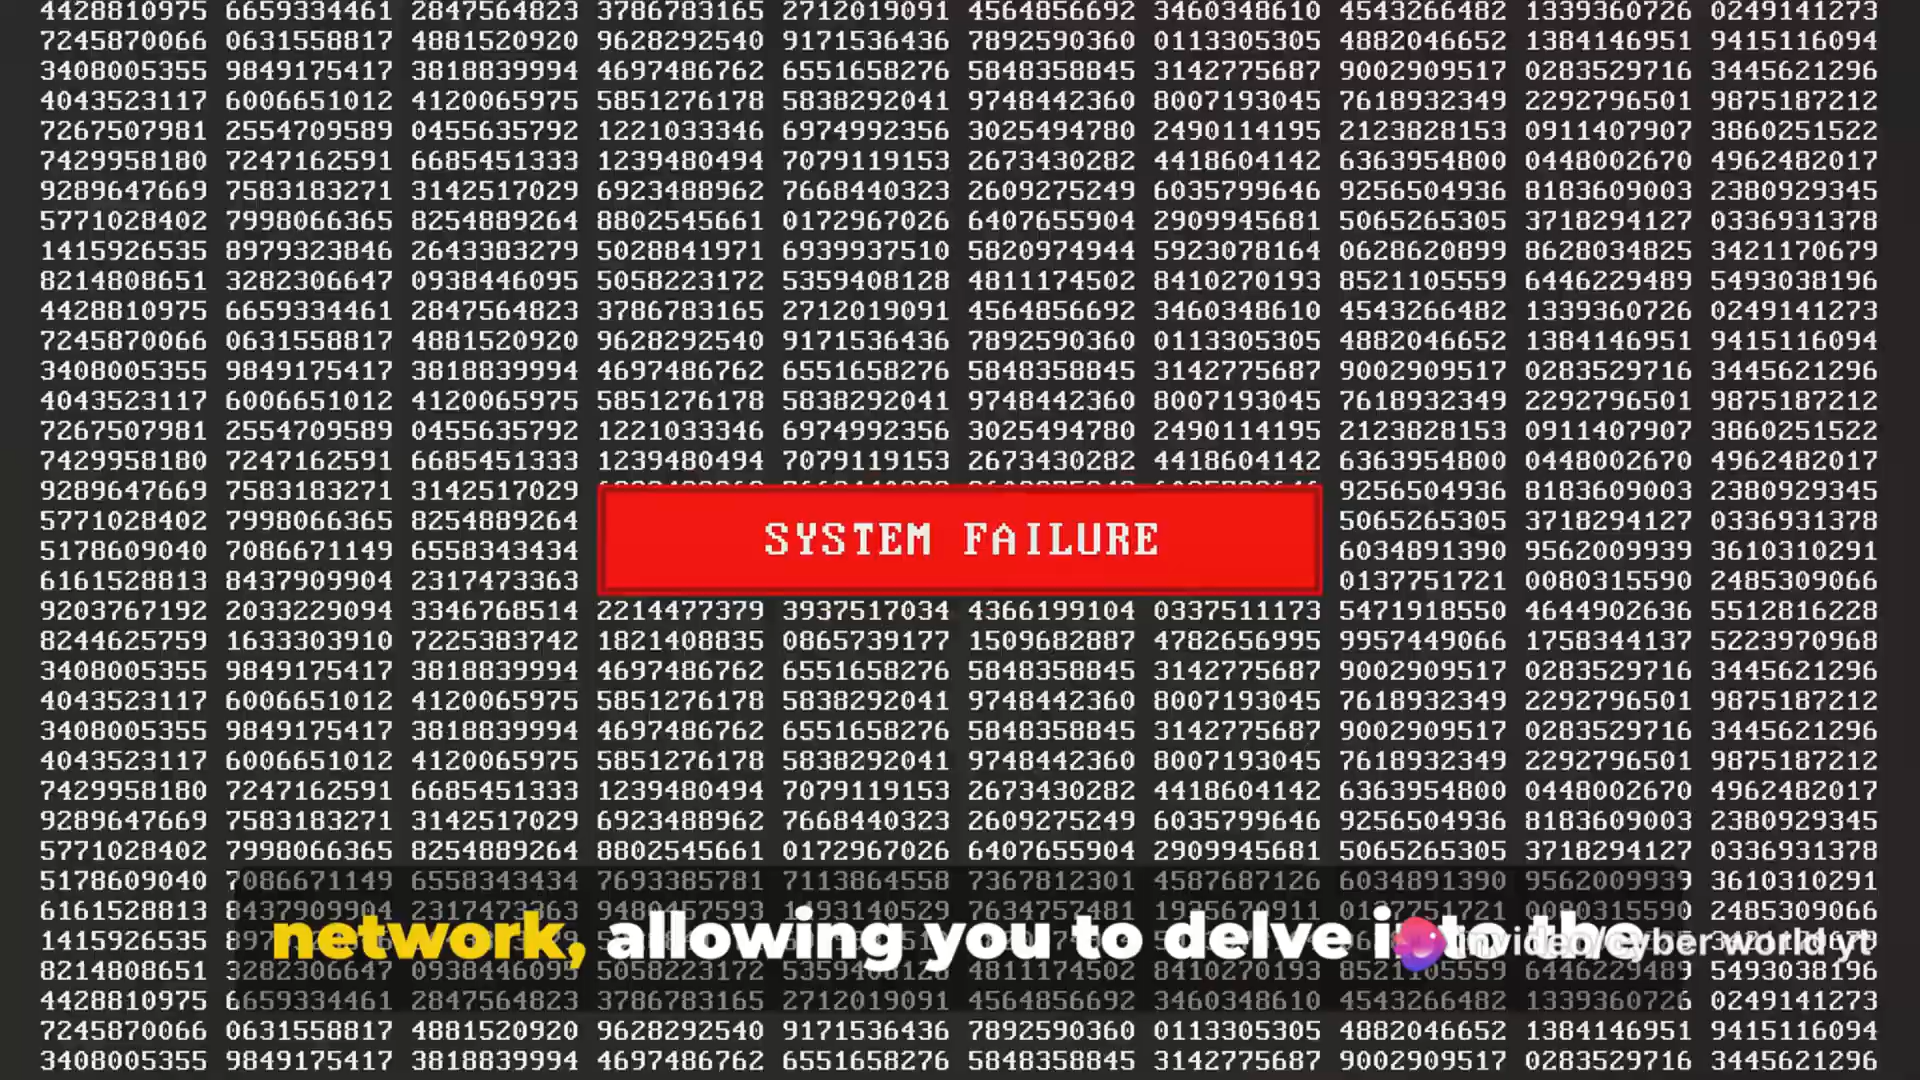 4428810975 6659334461 2847564823 3786783165 2712019091 4564856692 3460348610 4543266482 1339360726 0249141273
7245870066 0631558817 4881520920 9628292540 9171536436 7892590360 0113305305 4882046652 1384146951 9415116094
3408005355 9849175417 3818839994 4697486762 6551658276 5848358845 3142775687 9002909517 0283529716 3445621296
4043523117 6006651012 4120065975 5851276178 5838292041 9748442360 8007193045 7618932349 2292796501 9875187212
7267507981 2554709589 0455635792 1221033346 6974992356 3025494780 2490114195 2123828153 0911407907 3860251522
7429958180 7247162591 6685451333 1239480494 7079119153 2673430282 4418604142 6363954800 0448002670 4962482017
9289647669 7583183271 3142517029 6923488962 7668440323 2609275249 6035799646 9256504936 8183609003 2380929345
5771028402 7998066365 8254889264 8802545661 0172967026 6407655904 2909945681 5065265305 3718294127 0336931378
1415926535 8979323846 2643383279 5028841971 6939937510 5820974944 5923078164 0628620899 8628034825 3421170679
8214808651 3282306647 0938446095 5058223172 5359408128 4811174502 8410270193 8521105559 6446229489 5493038196
4428810975 6659334461 2847564823 3786783165 2712019091 4564856692 3460348610 4543266482 1339360726 0249141273
7245870066 0631558817 4881520920 9628292540 9171536436 7892590360 0113305305 4882046652 1384146951 9415116094
3408005355 9849175417 3818839994 4697486762 6551658276 5848358845 3142775687 9002909517 0283529716 3445621296
4043523117 6006651012 4120065975 5851276178 5838292041 9748442360 8007193045 7618932349 2292796501 9875187212
7267507981 2554709589 0455635792 1221033346 6974992356 3025494780 2490114195 2123828153 0911407907 3860251522
7429958180 7247162591 6685451333 1239480494 7079119153 2673430282 4418604142 6363954800 0448002670 4962482017
9289647669 7583183271 3142517029 9256504936 8183609003 2380929345
5771028402 7998066365 8254889264 5065265305 3718294127 0336931378
SYSTEM FAILURE
5178609040 7086671149 6558343434 6034891390 9562009939 3610310291
6161528813 8437909904 2317473363 0137751721 0080315590 2485309066
9203767192 2033229094 3346768514 2214477379 3937517034 4366199104 0337511173 5471918550 4644902636 5512816228
8244625759 1633303910 7225383742 1821408835 0865739177 1509682887 4782656995 9957449066 1758344137 5223970968
3408005355 9849175417 3818839994 4697486762 6551658276 5848358845 3142775687 9002909517 0283529716 3445621296
4043523117 6006651012 4120065975 5851276178 5838292041 9748442360 8007193045 7618932349 2292796501 9875187212
3408005355 9849175417 3818839994 4697486762 6551658276 5848358845 3142775687 9002909517 0283529716 3445621296
4043523117 6006651012 4120065975 5851276178 5838292041 9748442360 8007193045 7618932349 2292796501 9875187212
7429958180 7247162591 6685451333 1239480494 7079119153 2673430282 4418604142 6363954800 0448002670 4962482017
9289647669 7583183271 3142517029 6923488962 7668440323 2609275249 6035799646 9256504936 8183609003 2380929345
5771028402 7998066365 8254889264 8802545661 0172967026 6407655904 2909945681 5065265305 3718294127 0336931378
5178609040 7086671149 6558343434 7693385781 7113864558 7367812301 4587687126 6034891390 9562009939 3610310291
6161528813 2485309066
network, allowing you to delve into the
invideo/cyber world yt
1415926535
8214808651 3282306647 5493038196
4428810975 6659334461 2847564823 3786783165 2712019091 4564856692 3460348610 4543266482 1339360726 0249141273
7245870066 0631558817 4881520920 9628292540 9171536436 7892590360 0113305305 4882046652 1384146951 9415116094
3408005355 9849175417 3818839994 4697486762 6551658276 5848358845 3142775687 9002909517 0283529716 3445621296